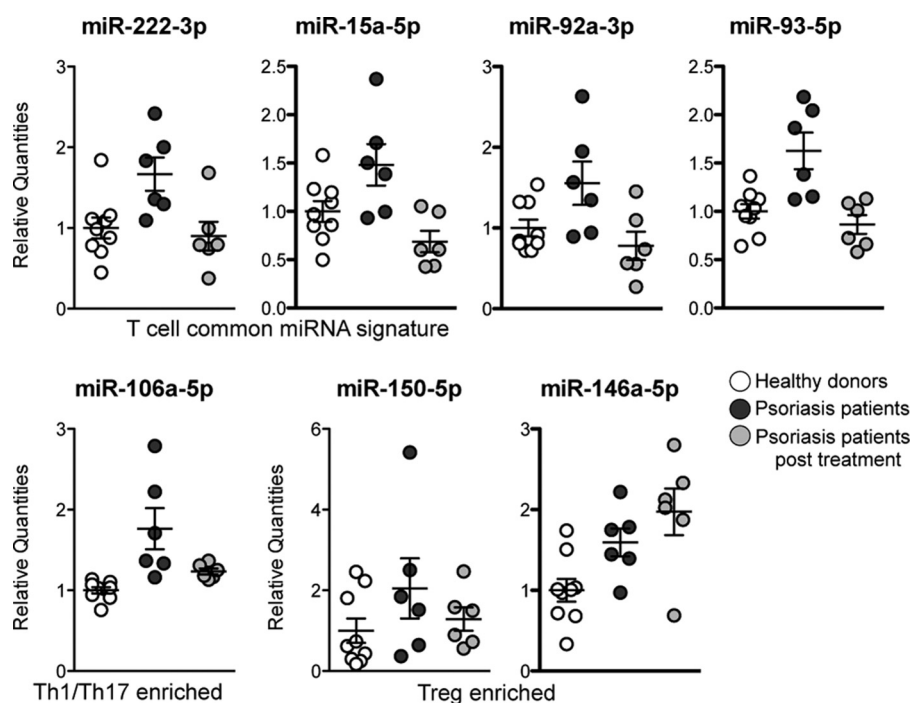 miR-222-3p
miR-15a-5p
miR-92a-3p
miR-93-5p
Relative Quantities
3
2
1
0
2.5
2.0
1.5
1.0
0.5
0.0
3
2
1
0
2.5
2.0
1.5
1.0
0.5
0.0
T cell common miRNA signature
miR-106a-5p
miR-150-5p
miR-146a-5p
Healthy donors
Psoriasis patients
Psoriasis patients
post treatment
Relative Quantities
3
2
1
0
Relative Quantities
6
4
2
0
3
2
1
0
Th1/Th17 enriched
Treg enriched